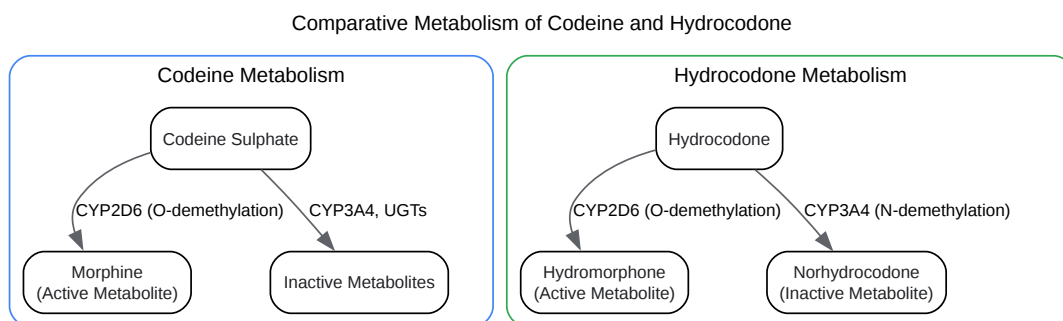 Comparative Metabolism of Codeine and Hydrocodone
Codeine Metabolism
Codeine Sulphate
CYP2D6 (O-demethylation)
CYP3A4, UGTs
Morphine
(Active Metabolite)
Inactive Metabolites
Hydrocodone Metabolism
Hydrocodone
CYP2D6 (O-demethylation)
CYP3A4 (N-demethylation)
Hydromorphone
(Active Metabolite)
Norhydrocodone
(Inactive Metabolite)